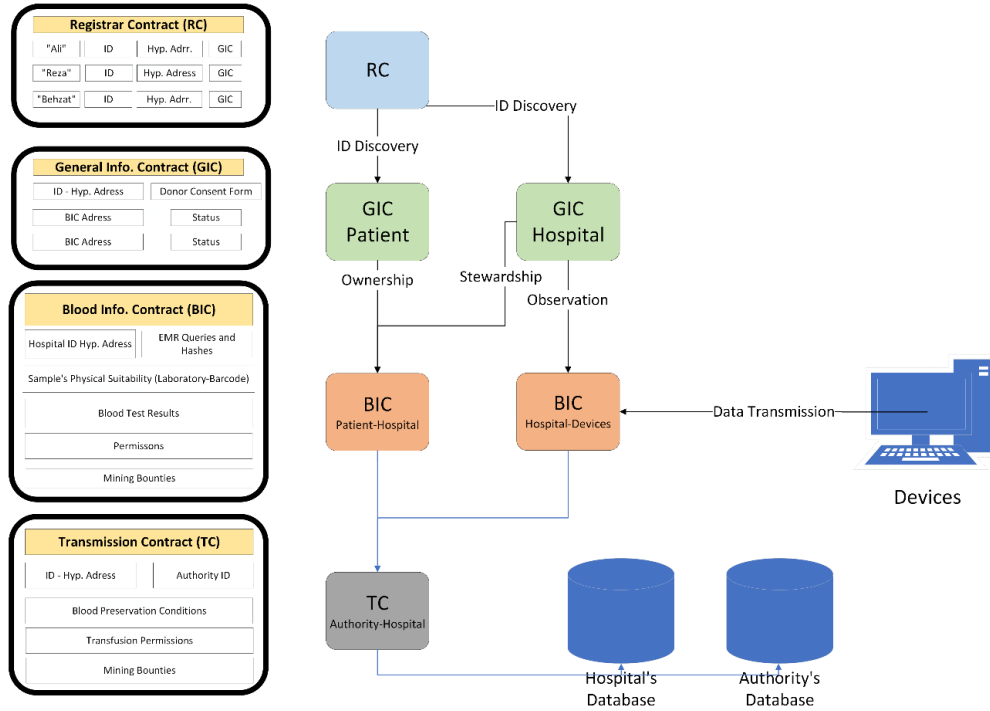 Registrar Contract (RC)
"Ali" ID Hyp. Adrr. GIC
"Reza" ID Hyp. Adress GIC
"Behzat" ID Hyp. Adrr. GIC
General Info. Contract (GIC)
ID - Hyp. Adress Donor Consent Form
BIC Adress Status
BIC Adress Status
Blood Info. Contract (BIC)
Hospital ID Hyp. Adress
EMR Queries and
Hashes
Sample's Physical Suitability (Laboratory-Barcode)
Blood Test Results
Permissons
Mining Bounties
Transmission Contract (TC)
ID - Hyp. Adress Authority ID
Blood Preservation Conditions
Transfusion Permissions
Mining Bounties
RC
ID Discovery
ID Discovery
GIC
Patient
GIC
Hospital
Ownership
Stewardship
Observation
BIC
Patient-Hospital
BIC
Hospital-Devices
Data Transmission
Devices
TC
Authority-Hospital
Hospital's
Database
Authority's
Database